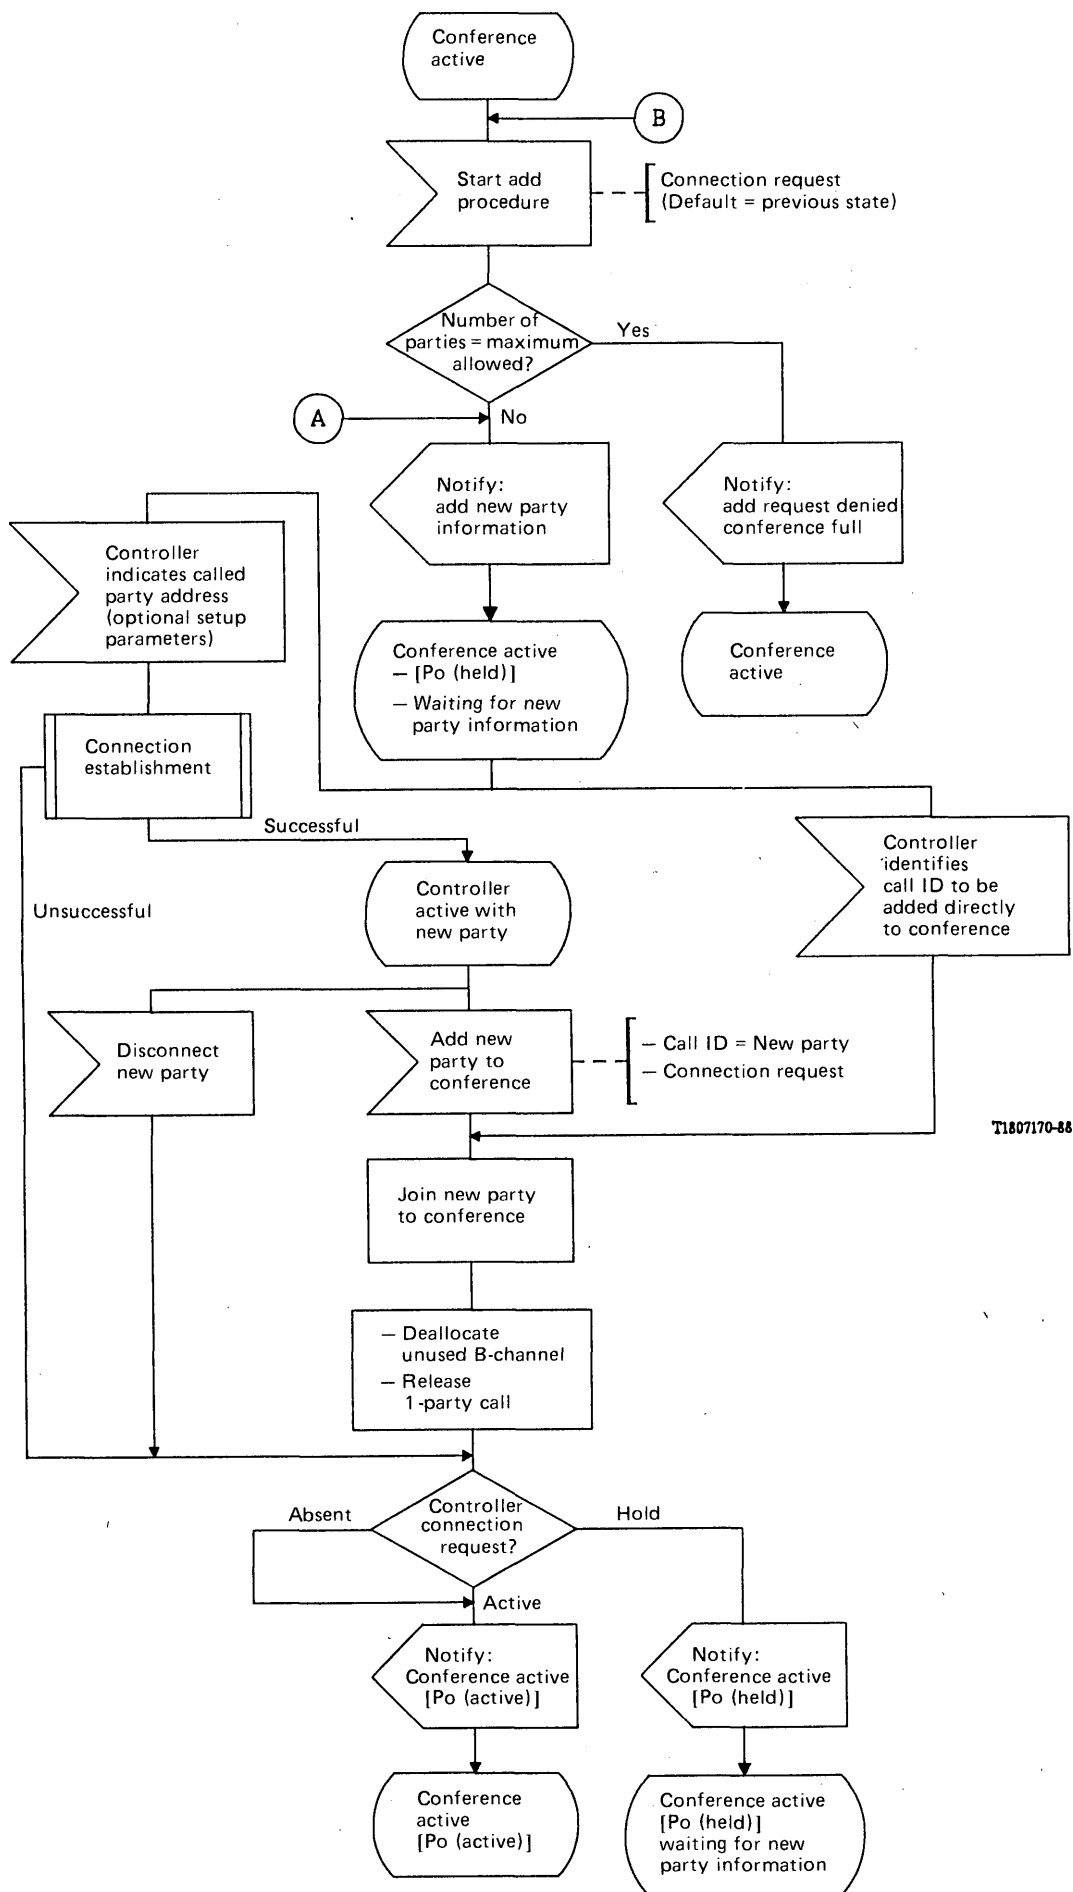 Conference
active
B
Start add
procedure
Connection request
(Default = previous state)
Number of
parties = maximum
allowed?
Yes
A
No
Notify:
add new party
information
Notify:
add request denied
conference full
Controller
indicates called
party address
(optional setup
parameters)
Conference active
— [Po (held)]
— Waiting for new
party information
Conference
active
Connection
establishment
Successful
Unsuccessful
Controller
active with
new party
Controller
identifies
call ID to be
added directly
to conference
Disconnect
new party
Add new
party to
conference
— Call ID = New party
— Connection request
T1807170-88
Join new party
to conference
— Deallocate
unused B-channel
— Release
1-party call
Absent
Controller
connection
request?
Hold
Active
Notify:
Conference active
[Po (active)]
Notify:
Conference active
[Po (held)]
Conference
active
[Po (active)]
Conference active
[Po (held)]
waiting for new
party information